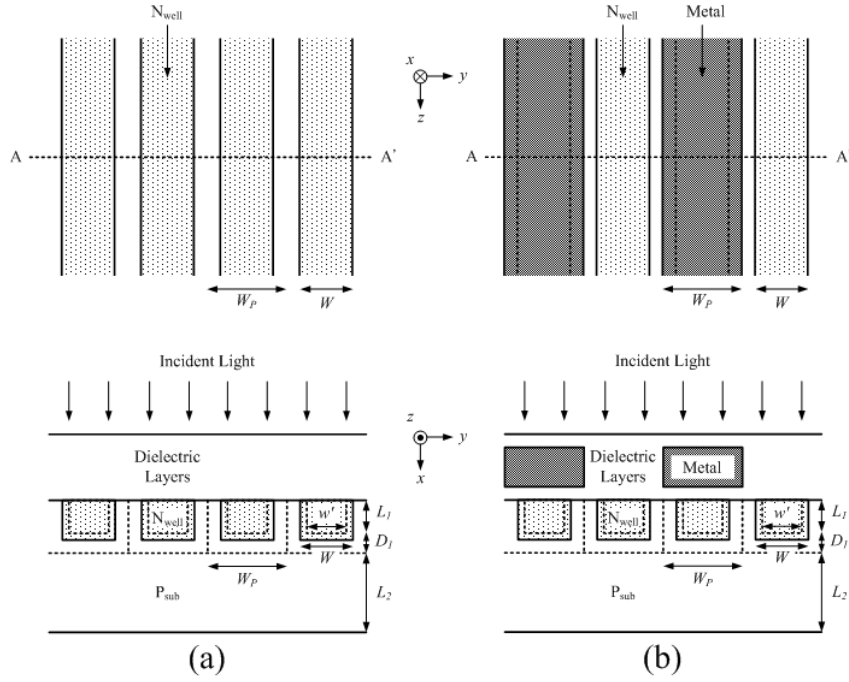 N_well
N_well Metal
x y z
A A'
A A'
W_P W
W_P W
Incident Light
Incident Light
z y x
Dielectric
Layers
Dielectric
Layers
Metal
N_well w' L_1
D_1
W_P W
P_sub L_2
N_well w' L_1
D_1
W_P W
P_sub L_2
(a) (b)